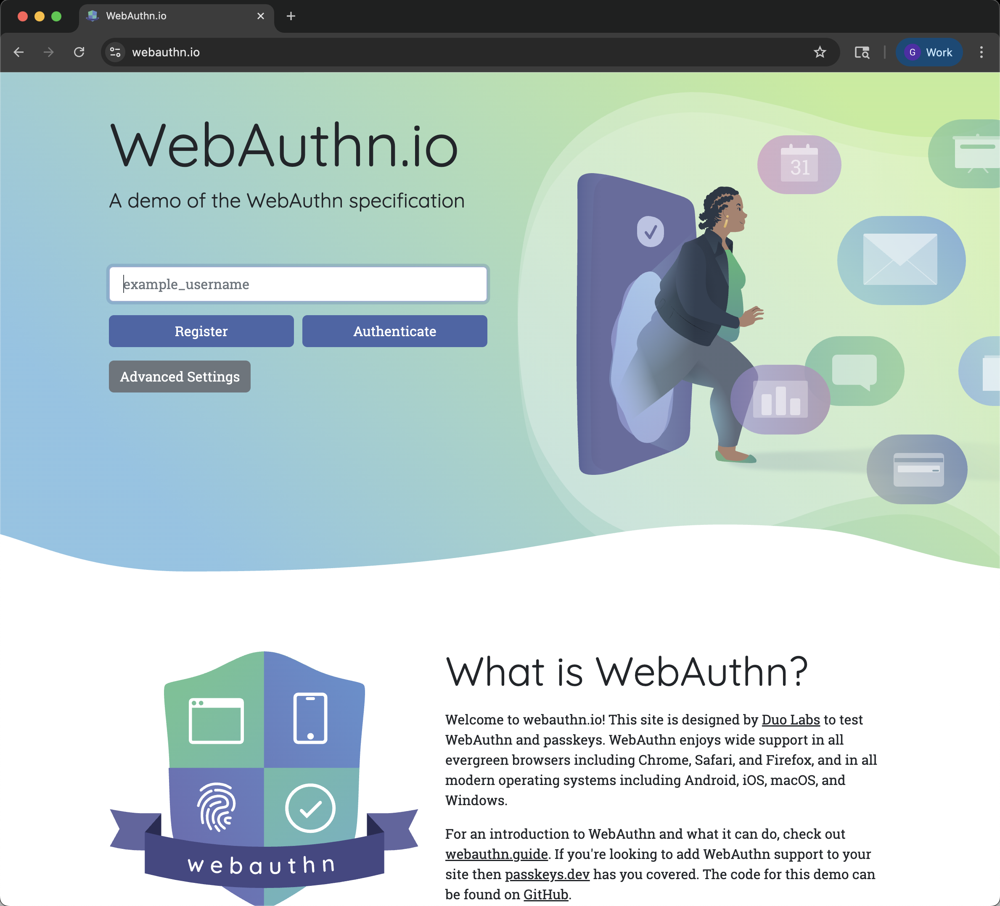 WebAuthn.io
webauthn.io
G Work
WebAuthn.io
A demo of the WebAuthn specification
31
example_username
Register Authenticate
Advanced Settings
webauthn
What is WebAuthn?
Welcome to webauthn.io! This site is designed by Duo Labs to test
WebAuthn and passkeys. WebAuthn enjoys wide support in all
evergreen browsers including Chrome, Safari, and Firefox, and in all
modern operating systems including Android, iOS, macOS, and
Windows.
For an introduction to WebAuthn and what it can do, check out
webauthn.guide. If you're looking to add WebAuthn support to your
site then passkeys.dev has you covered. The code for this demo can
be found on GitHub.